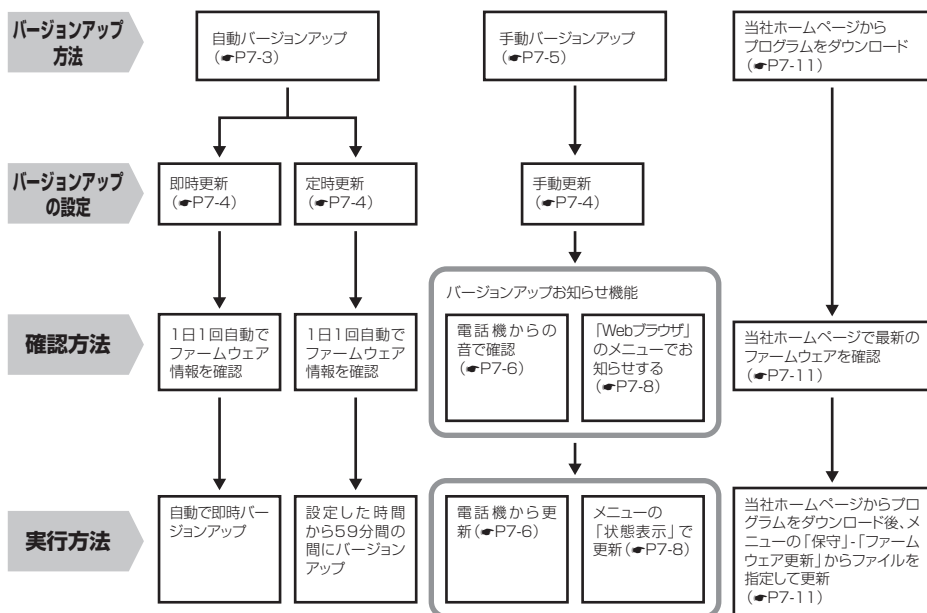 バージョンアップ
方法
自動バージョンアップ
（☛P7-3）
手動バージョンアップ
（☛P7-5）
当社ホームページから
プログラムをダウンロード
（☛P7-11）
バージョンアップ
の設定
即時更新
（☛P7-4）
定時更新
（☛P7-4）
手動更新
（☛P7-4）
バージョンアップお知らせ機能
確認方法
1日1回自動で
ファームウェア
情報を確認
1日1回自動で
ファームウェア
情報を確認
電話機からの
音で確認
（☛P7-6）
「Webブラウザ」
のメニューでお
知らせする
（☛P7-8）
当社ホームページで最新の
ファームウェアを確認
（☛P7-11）
実行方法
自動で即時バー
ジョンアップ
設定した時間
から59分間の
間にバージョン
アップ
電話機から更
新（☛P7-6）
メニューの
「状態表示」で
更新（☛P7-8）
当社ホームページからプロ
グラムをダウンロード後、メ
ニューの「保守」-「ファーム
ウェア更新」からファイルを
指定して更新
（☛P7-11）